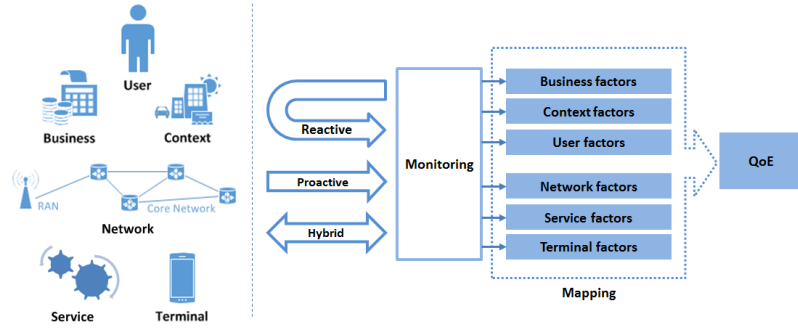 User
Business
Context
RAN
Core Network
Network
Service
Terminal
Reactive
Proactive
Hybrid
Monitoring
Business factors
Context factors
User factors
Network factors
Service factors
Terminal factors
Mapping
QoE